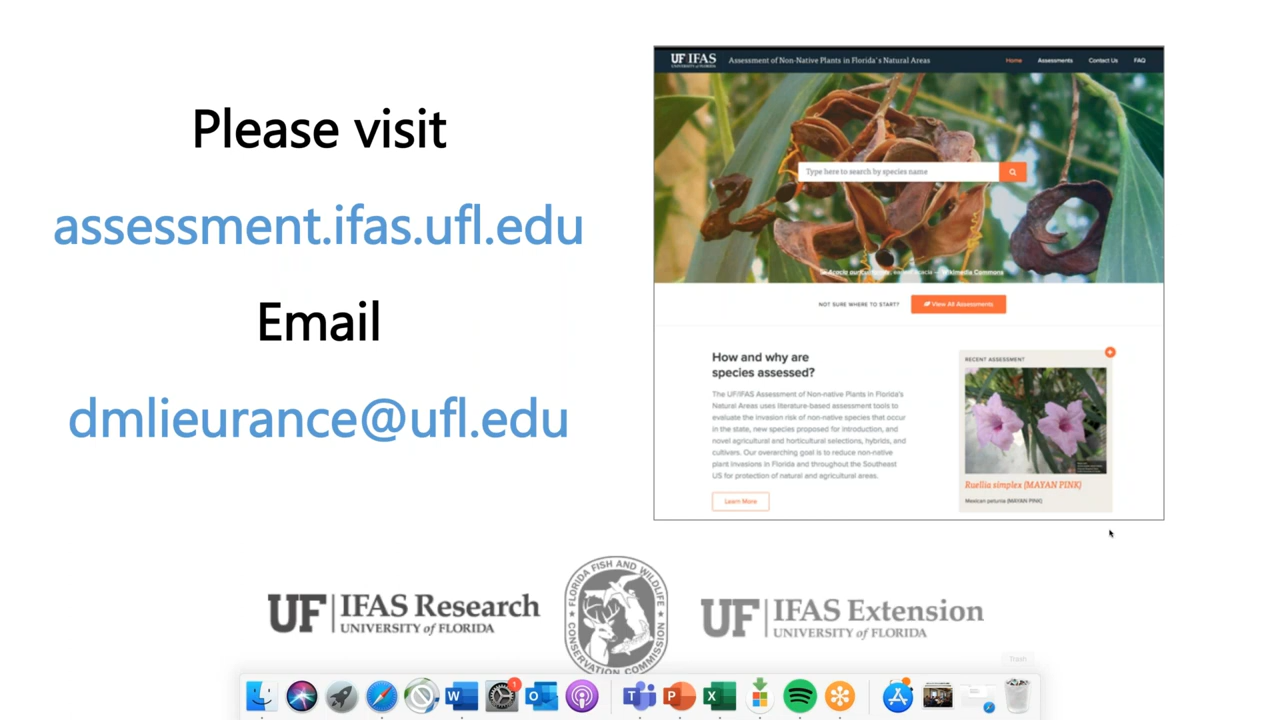 Please visit
assessment.ifas.ufl.edu
Email
dmlieurance@ufl.edu
UF IFAS
UNIVERSITY of FLORIDA
Assessment of Non-Native Plants in Florida's Natural Areas
Home Assessments Contact Us FAQ
Type here to search by species name
Wikimedia Commons
NOT SURE WHERE TO START?
View All Assessments
How and why are
species assessed?
The UF/IFAS Assessment of Non-native Plants in Florida's
Natural Areas uses literature-based assessment tools to
evaluate the invasion risk of non-native species that occur
in the state, new species proposed for introduction, and
novel agricultural and horticultural selections, hybrids, and
cultivars. Our overarching goal is to reduce non-native
plant invasions in Florida and throughout the Southeast
US for protection of natural and agricultural areas.
Learn More
RECENT ASSESSMENT
Ruellia simplex (MAYAN PINK)
Mexican petunia (MAYAN PINK)
UF IFAS Research
UNIVERSITY of FLORIDA
FLORIDA FISH AND WILDLIFE
CONSERVATION COMMISSION
UF IFAS Extension
UNIVERSITY of FLORIDA
Trash
W
1
O
T
P
X